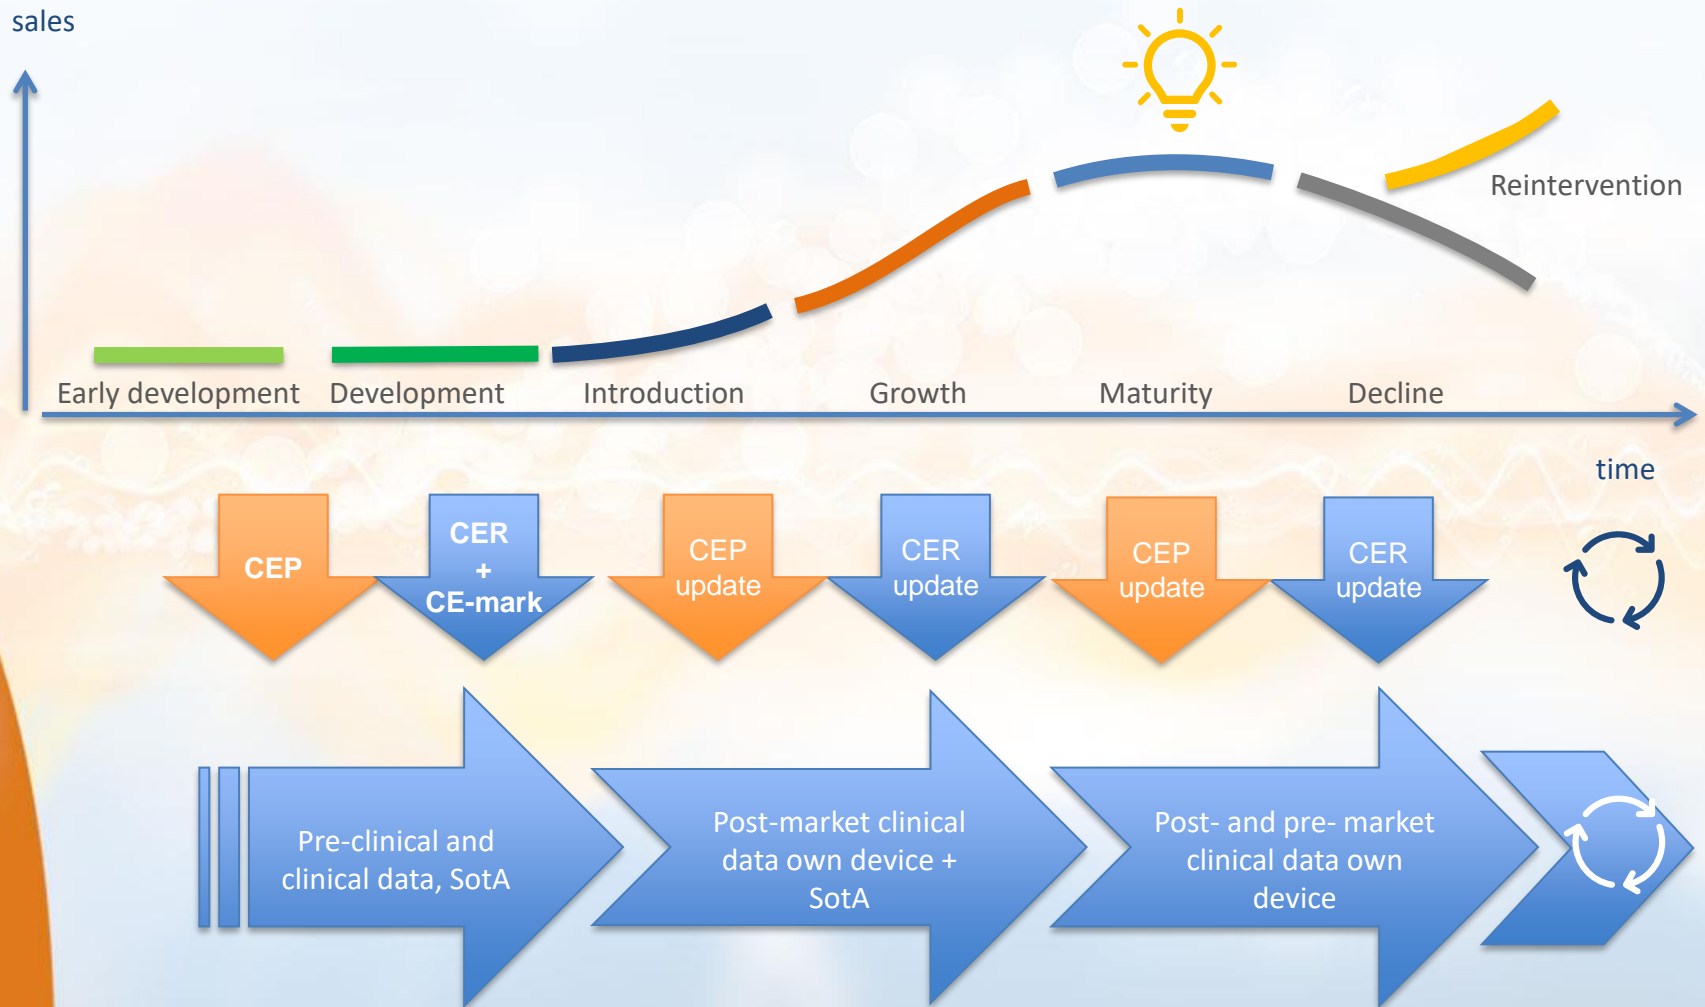 sales
Reintervention
Early development
Development
Introduction
Growth
Maturity
Decline
time
CEP
CER
+
CE-mark
CEP
update
CER
update
CEP
update
CER
update
Pre-clinical and
clinical data, SotA
Post-market clinical
data own device +
SotA
Post- and pre- market
clinical data own
device